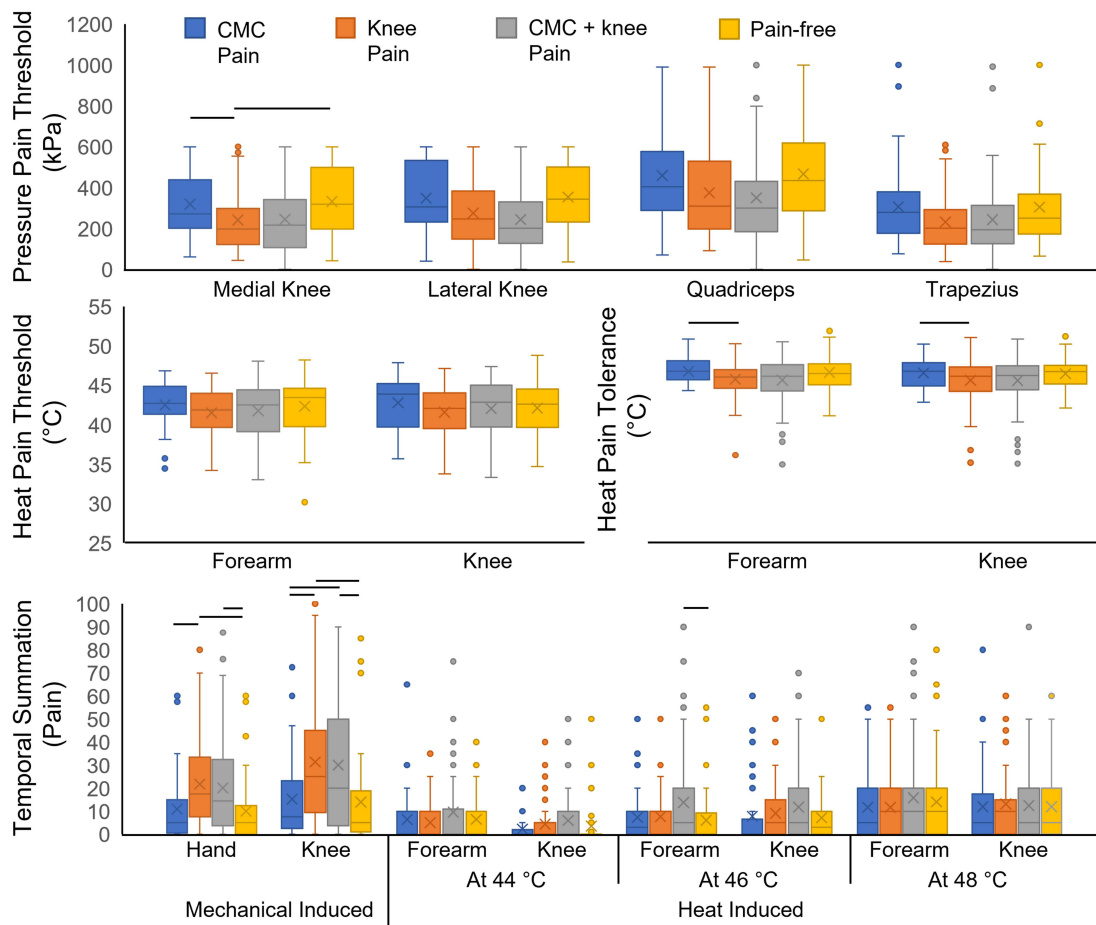 Pressure Pain Threshold
(kPa)
1200
1000
800
600
400
200
0
CMC
Pain
Knee
Pain
CMC + knee
Pain
Pain-free
Medial Knee
Lateral Knee
Quadriceps
Trapezius
Heat Pain Threshold
(°C)
55
50
45
40
35
30
25
Forearm
Knee
Heat Pain Tolerance
(°C)
Forearm
Knee
Temporal Summation
(Pain)
100
90
80
70
60
50
40
30
20
10
0
Hand
Knee
Forearm
Knee
Forearm
Knee
Forearm
Knee
At 44 °C
At 46 °C
At 48 °C
Mechanical Induced
Heat Induced